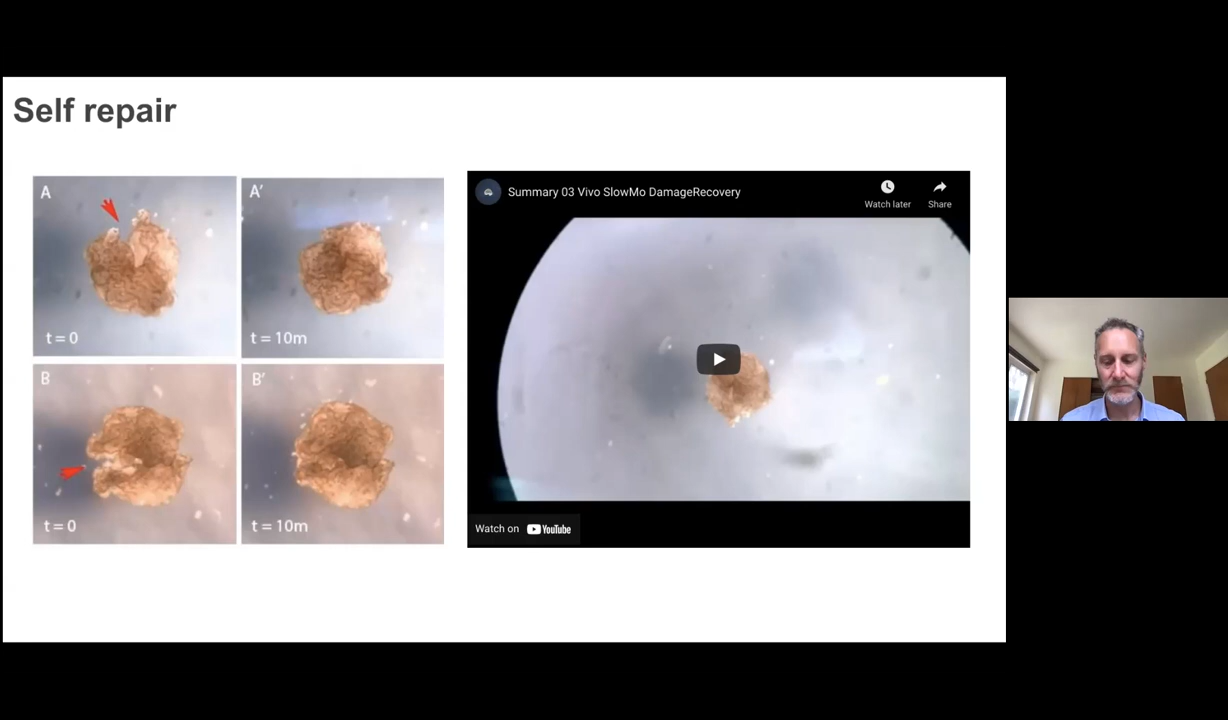 Self repair
A
t = 0
A’
t = 10m
B
t = 0
B’
t = 10m
Summary 03 Vivo SlowMo DamageRecovery
Watch later
Share
Watch on YouTube